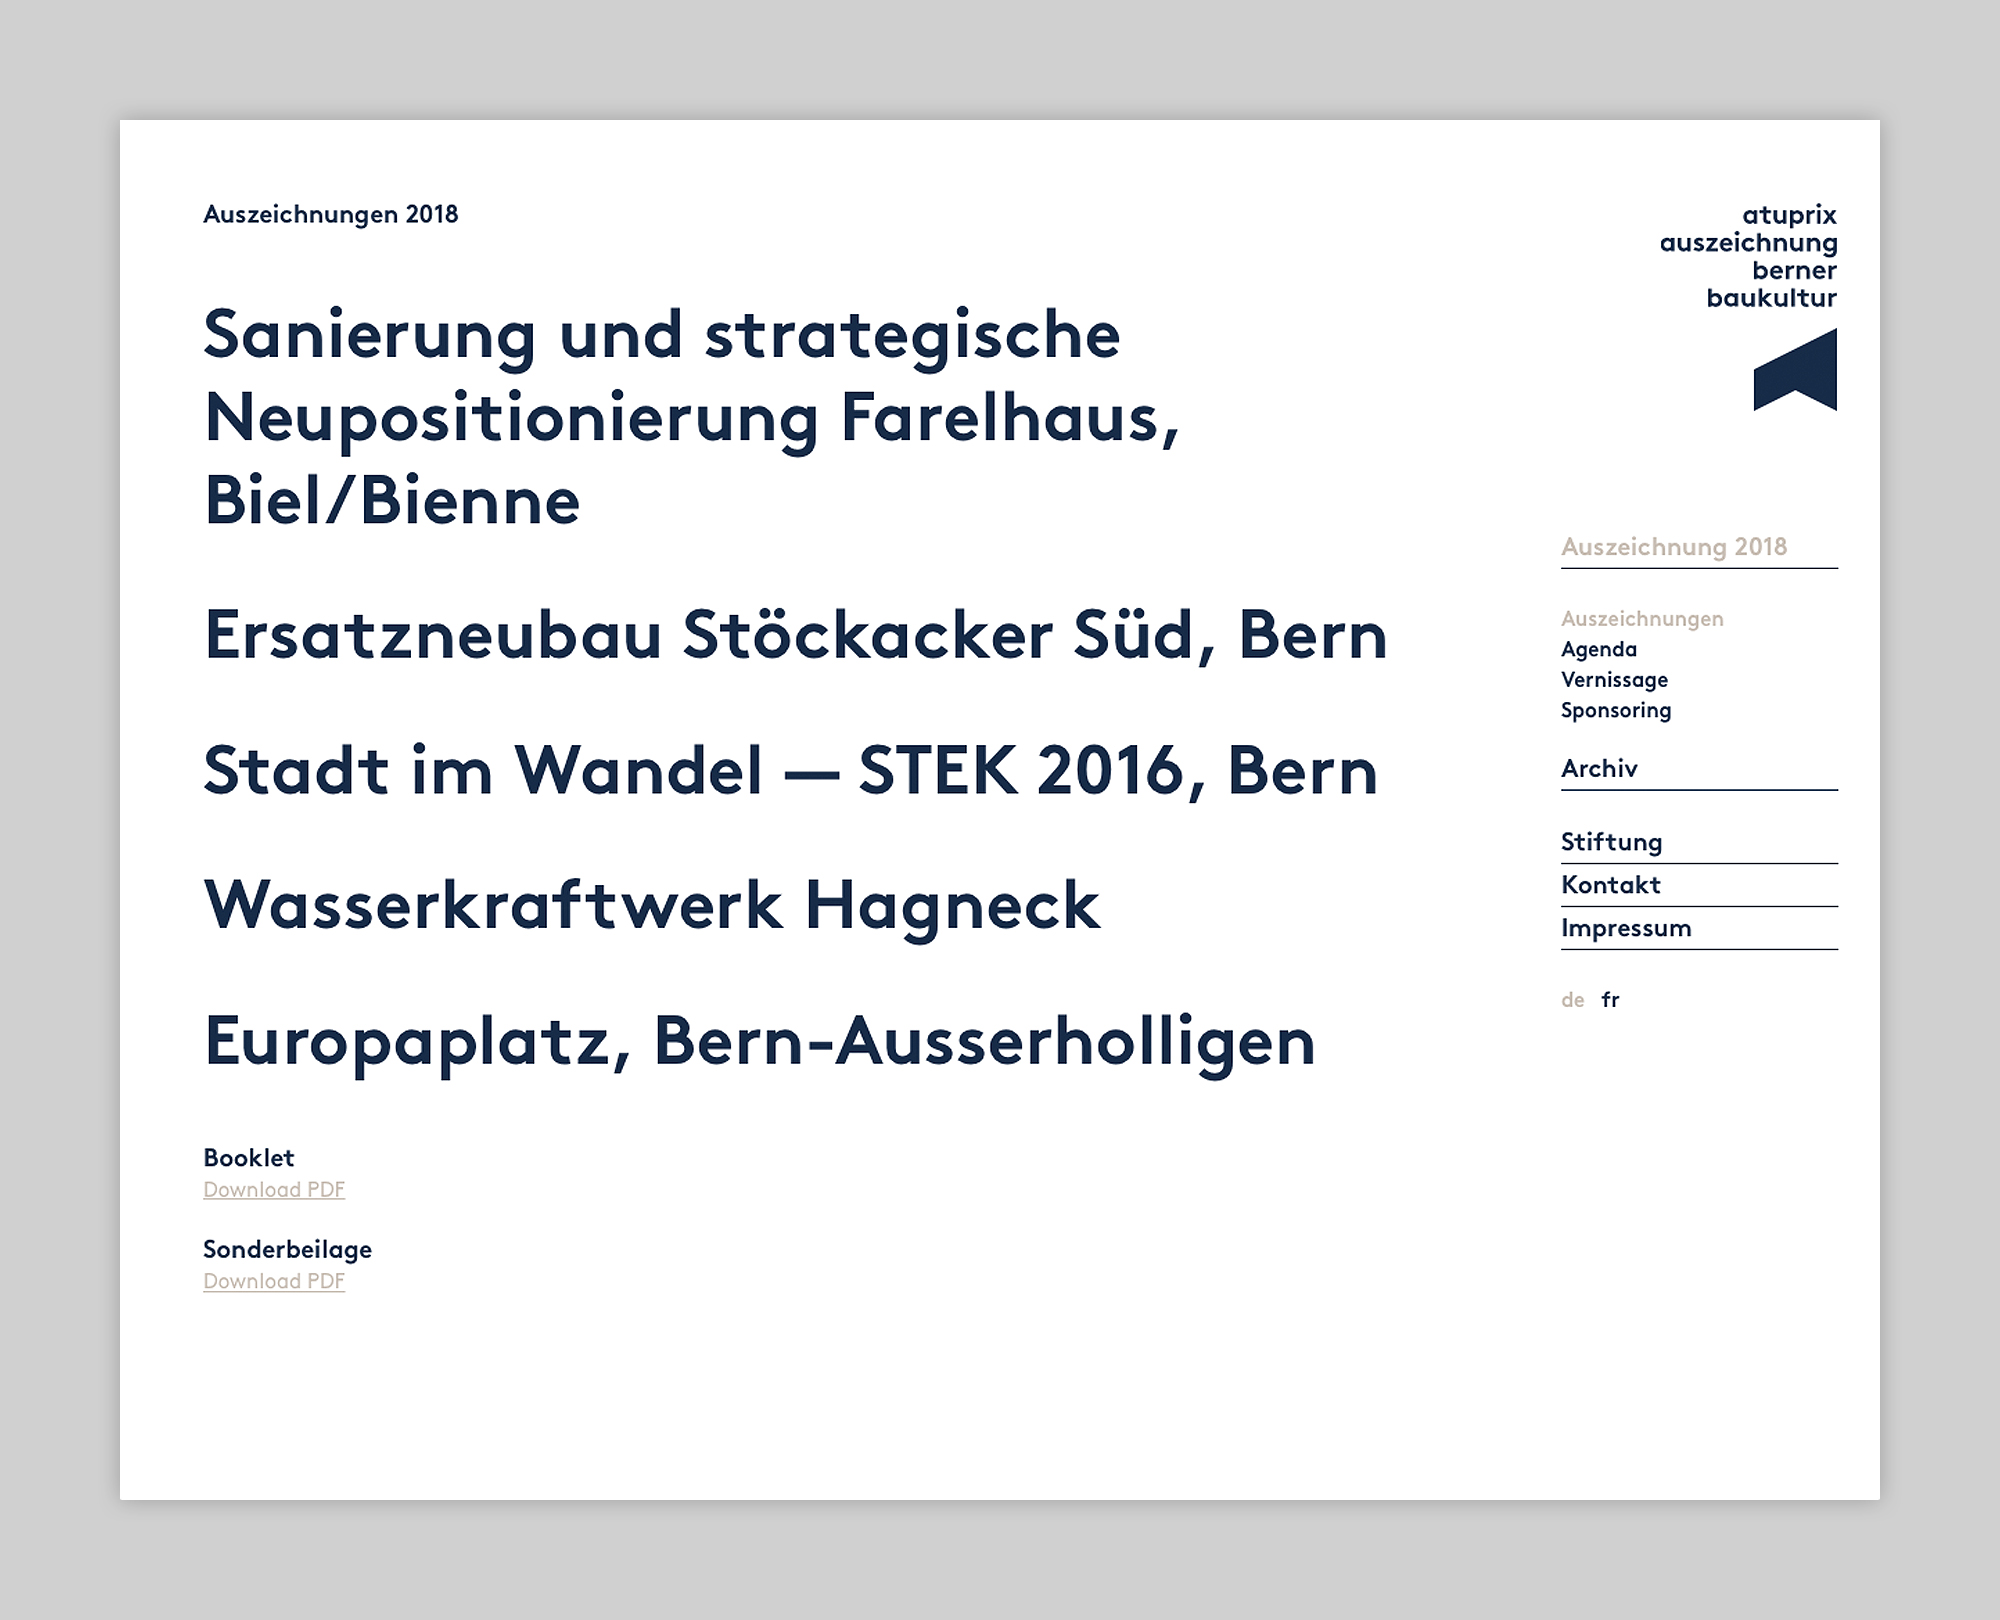 Auszeichnungen 2018
Sanierung und strategische
Neupositionierung Farelhaus,
Biel/Bienne
Ersatzneubau Stöckacker Süd, Bern
Stadt im Wandel — STEK 2016, Bern
Wasserkraftwerk Hagneck
Europaplatz, Bern-Ausserholligen
Booklet
Download PDF
Sonderbeilage
Download PDF
atuprix
auszeichnung
berner
baukultur
Auszeichnung 2018
Auszeichnungen
Agenda
Vernissage
Sponsoring
Archiv
Stiftung
Kontakt
Impressum
de fr